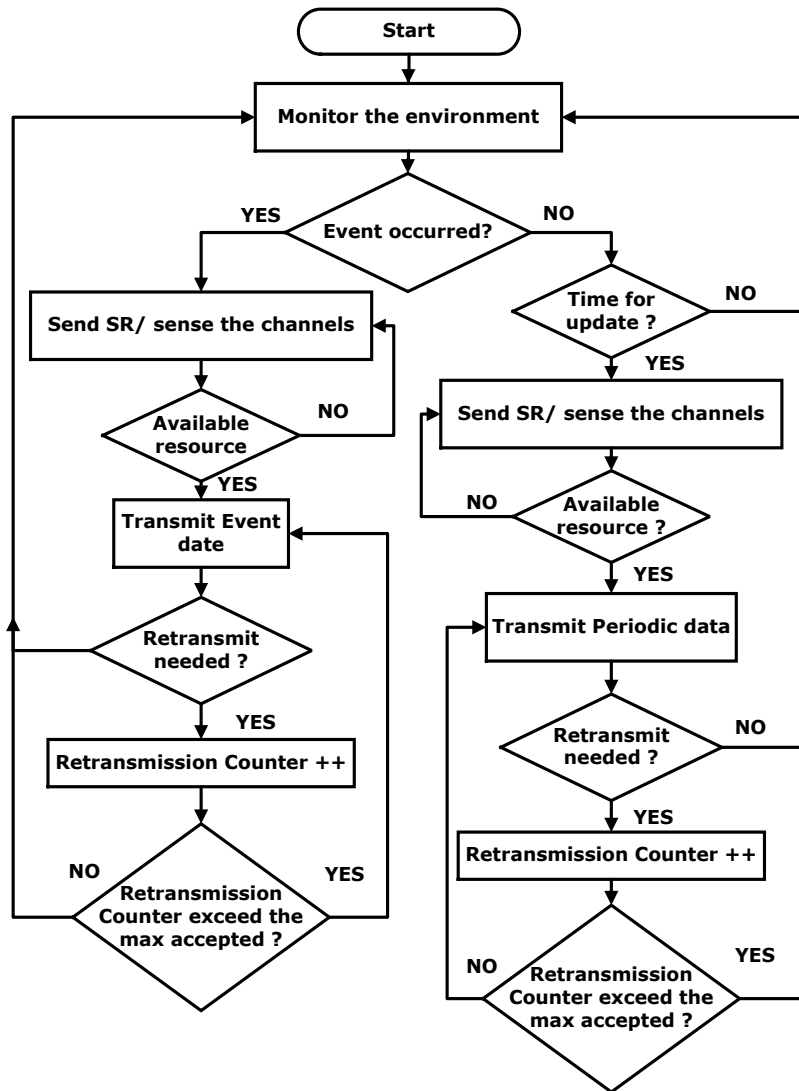 Start
Monitor the environment
Event occurred?
YES
NO
Send SR/ sense the channels
Available
resource
NO
YES
Transmit Event
date
Retransmit
needed ?
YES
Retransmission Counter ++
Retransmission
Counter exceed the
max accepted ?
NO
YES
Time for
update ?
NO
YES
Send SR/ sense the channels
Available
resource ?
NO
YES
Transmit Periodic data
Retransmit
needed ?
NO
YES
Retransmission Counter ++
Retransmission
Counter exceed the
max accepted ?
NO
YES